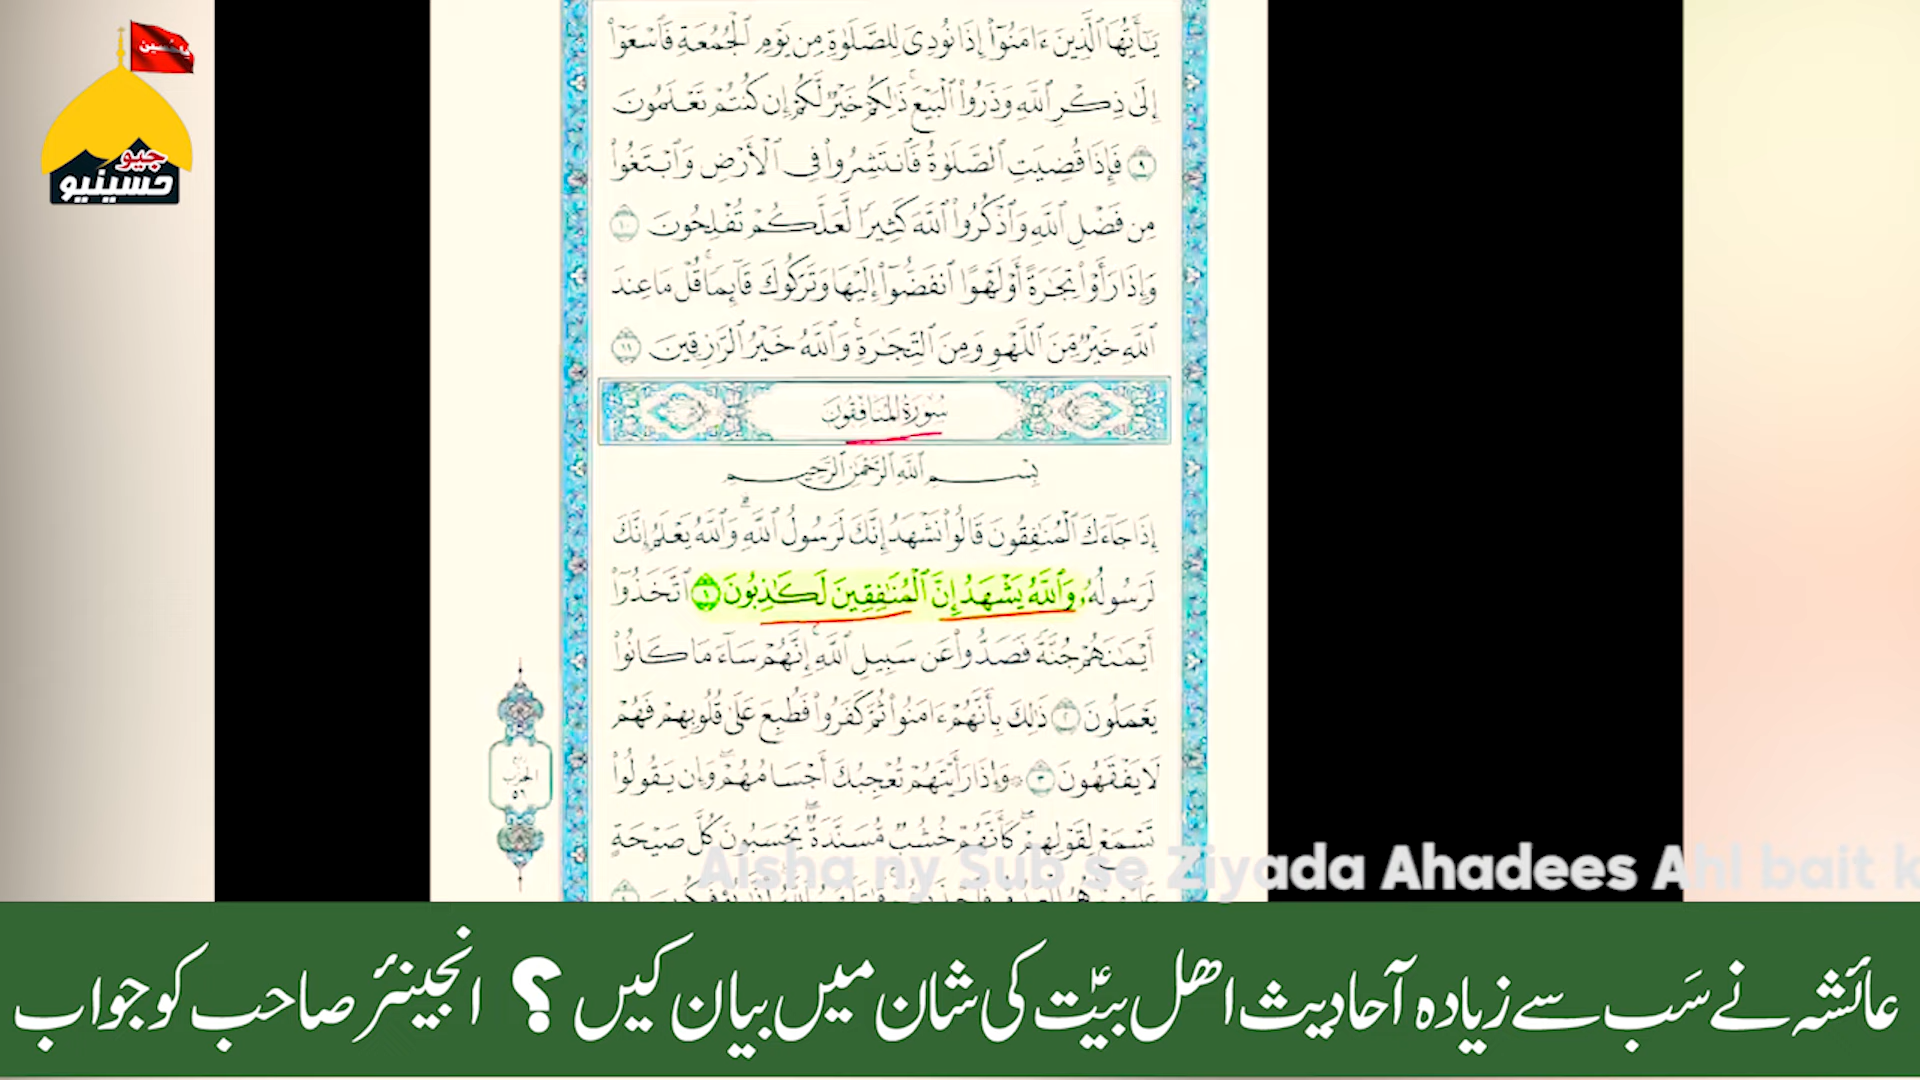 يا حسين
جیو
حسینیو
يَـٰٓأَيُّهَا ٱلَّذِينَ ءَامَنُوٓا۟ إِذَا نُودِىَ لِلصَّلَوٰةِ مِن يَوْمِ ٱلْجُمُعَةِ فَٱسْعَوْا۟
إِلَىٰ ذِكْرِ ٱللَّهِ وَذَرُوا۟ ٱلْبَيْعَ ۚ ذَٰلِكُمْ خَيْرٌ لَّكُمْ إِن كُنتُمْ تَعْلَمُونَ
٩ فَإِذَا قُضِيَتِ ٱلصَّلَوٰةُ فَٱنتَشِرُوا۟ فِى ٱلْأَرْضِ وَٱبْتَغُوا۟
مِن فَضْلِ ٱللَّهِ وَٱذْكُرُوا۟ ٱللَّهَ كَثِيرًا لَّعَلَّكُمْ تُفْلِحُونَ ١٠
وَإِذَا رَأَوْا۟ تِجَـٰرَةً أَوْ لَهْوًا ٱنفَضُّوٓا۟ إِلَيْهَا وَتَرَكُوكَ قَآئِمًا ۚ قُلْ مَا عِندَ
ٱللَّهِ خَيْرٌ مِّنَ ٱللَّهْوِ وَمِنَ ٱلتِّجَـٰرَةِ ۚ وَٱللَّهُ خَيْرُ ٱلرَّٰزِقِينَ ١١
سُورَةُ المُنَافِقُونَ
بِسْمِ ٱللَّهِ ٱلرَّحْمَـٰنِ ٱلرَّحِيمِ
إِذَا جَآءَكَ ٱلْمُنَـٰفِقُونَ قَالُوا۟ نَشْهَدُ إِنَّكَ لَرَسُولُ ٱللَّهِ ۗ وَٱللَّهُ يَعْلَمُ إِنَّكَ
لَرَسُولُهُۥ وَٱللَّهُ يَشْهَدُ إِنَّ ٱلْمُنَـٰفِقِينَ لَكَـٰذِبُونَ ١ ٱتَّخَذُوٓا۟
أَيْمَـٰنَهُمْ جُنَّةً فَصَدُّوا۟ عَن سَبِيلِ ٱللَّهِ ۚ إِنَّهُمْ سَآءَ مَا كَانُوا۟
يَعْمَلُونَ ٢ ذَٰلِكَ بِأَنَّهُمْ ءَامَنُوا۟ ثُمَّ كَفَرُوا۟ فَطُبِعَ عَلَىٰ قُلُوبِهِمْ فَهُمْ
لَا يَفْقَهُونَ ٣ ۞ وَإِذَا رَأَيْتَهُمْ تُعْجِبُكَ أَجْسَامُهُمْ ۖ وَإِن يَقُولُوا۟
تَسْمَعْ لِقَوْلِهِمْ ۖ كَأَنَّهُمْ خُشُبٌ مُّسَنَّدَةٌ ۖ يَحْسَبُونَ كُلَّ صَيْحَةٍ
الحزب
٥٦
Aisha ny Sub se Ziyada Ahadees Ahl bait k
عائشہ نے سَب سے زیادہ آحادیث اھل بیتؑ کی شان میں بیان کیں ؟ انجینئر صاحب کو جواب